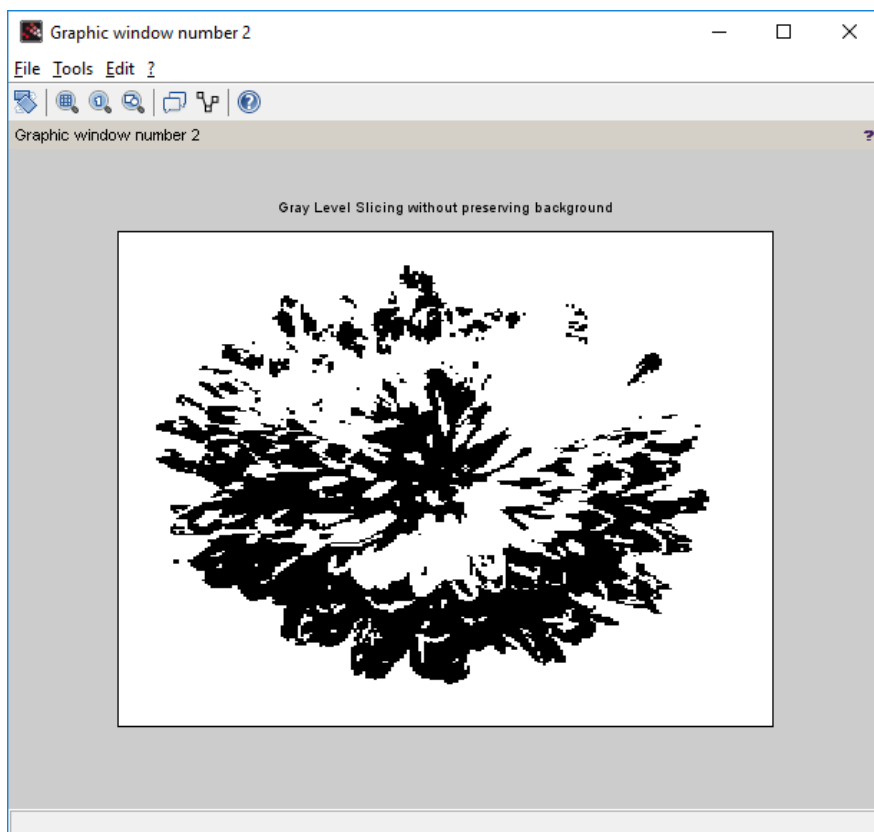 Graphic window number 2
File Tools Edit ?
Graphic window number 2 ?
Gray Level Slicing without preserving background